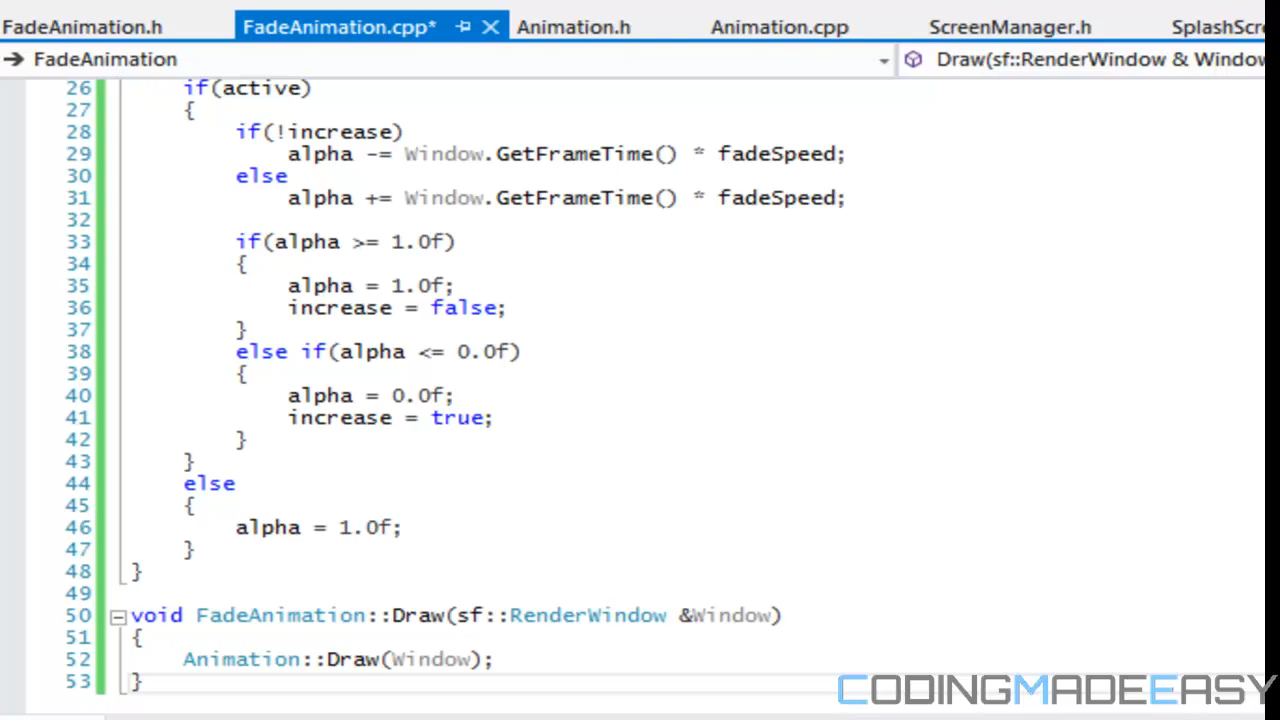 FadeAnimation.h FadeAnimation.cpp* Animation.h Animation.cpp ScreenManager.h SplashScre
FadeAnimation Draw(sf::RenderWindow & Window
26 if(active)
27 {
28 if(!increase)
29 alpha -= Window.GetFrameTime() * fadeSpeed;
30 else
31 alpha += Window.GetFrameTime() * fadeSpeed;
32
33 if(alpha >= 1.0f)
34 {
35 alpha = 1.0f;
36 increase = false;
37 }
38 else if(alpha <= 0.0f)
39 {
40 alpha = 0.0f;
41 increase = true;
42 }
43 }
44 else
45 {
46 alpha = 1.0f;
47 }
48 }
49
50 void FadeAnimation::Draw(sf::RenderWindow &Window)
51 {
52 Animation::Draw(Window);
53 }
CODINGMADEEASY